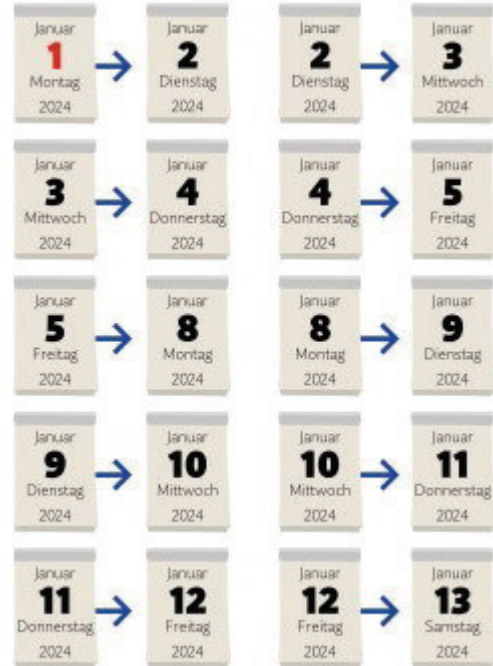 Januar
1
Montag
2024
Januar
2
Dienstag
2024
Januar
2
Dienstag
2024
Januar
3
Mittwoch
2024
Januar
3
Mittwoch
2024
Januar
4
Donnerstag
2024
Januar
4
Donnerstag
2024
Januar
5
Freitag
2024
Januar
5
Freitag
2024
Januar
8
Montag
2024
Januar
8
Montag
2024
Januar
9
Dienstag
2024
Januar
9
Dienstag
2024
Januar
10
Mittwoch
2024
Januar
10
Mittwoch
2024
Januar
11
Donnerstag
2024
Januar
11
Donnerstag
2024
Januar
12
Freitag
2024
Januar
12
Freitag
2024
Januar
13
Samstag
2024